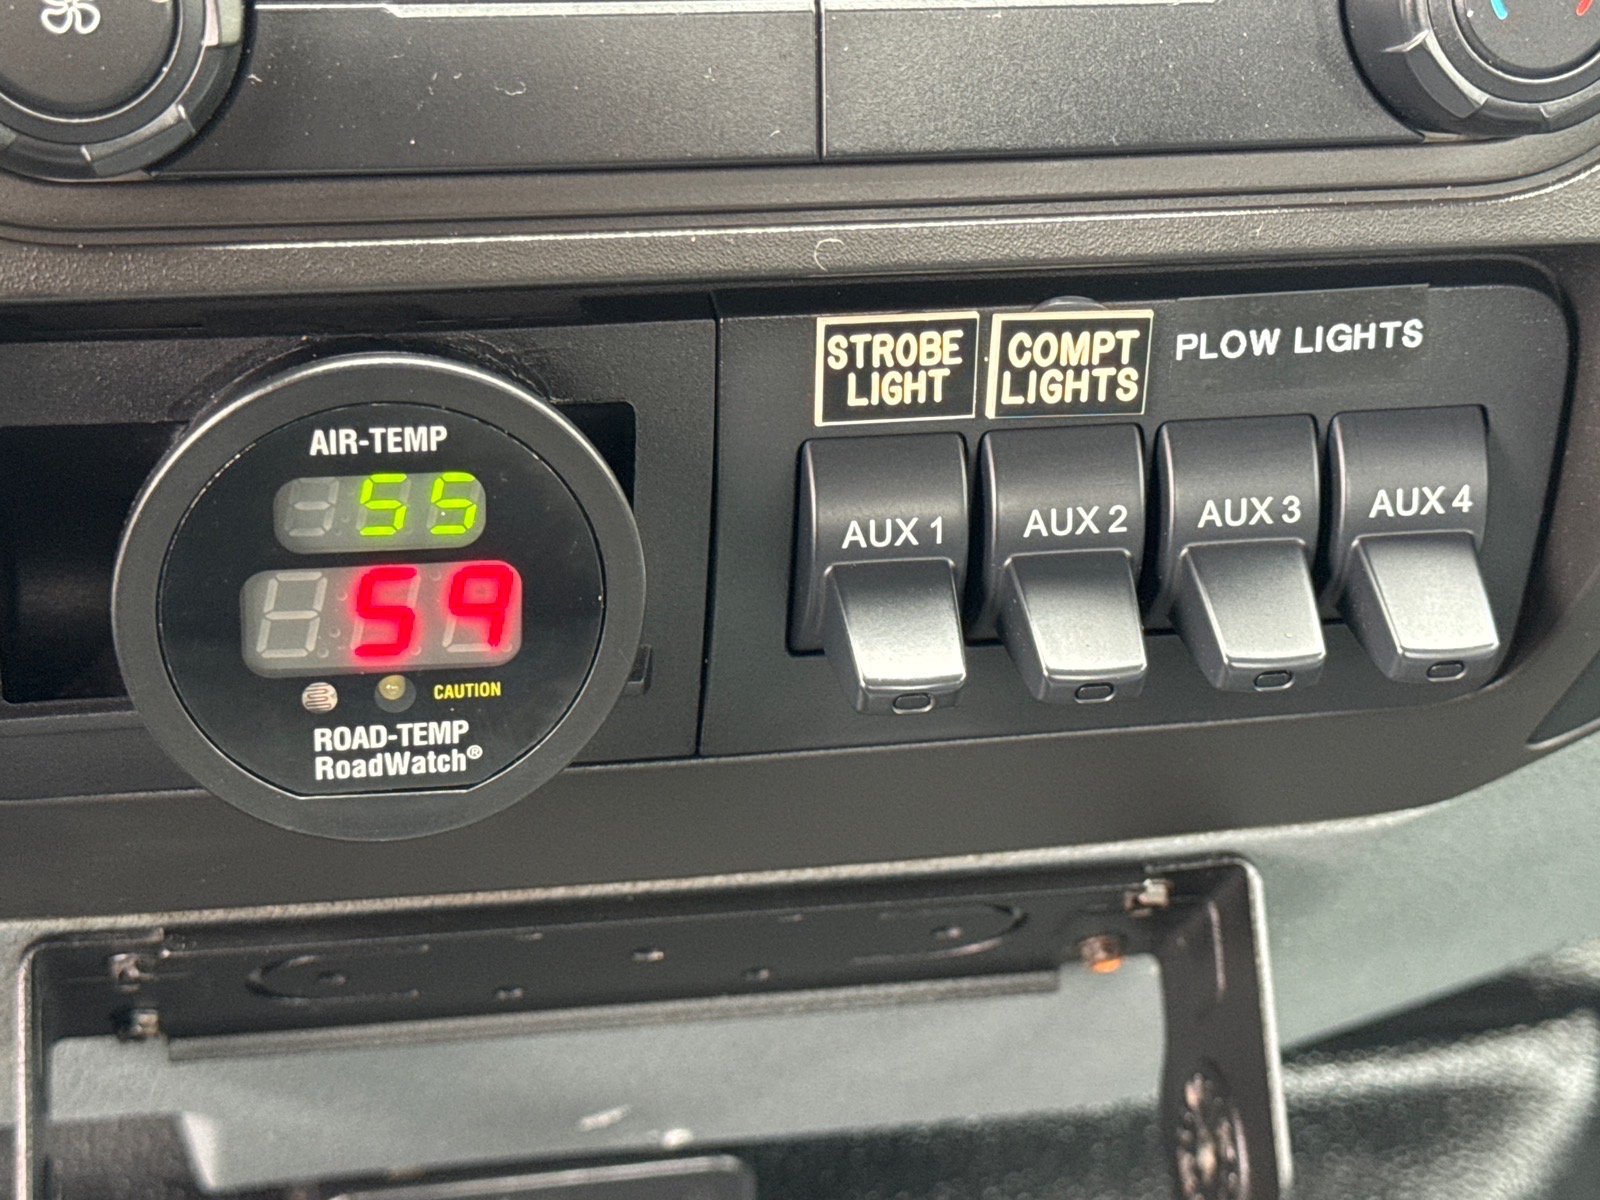 AIR-TEMP
55
59
CAUTION
ROAD-TEMP
RoadWatch®
STROBE
LIGHT
COMPT
LIGHTS
PLOW LIGHTS
AUX 1
AUX 2
AUX 3
AUX 4